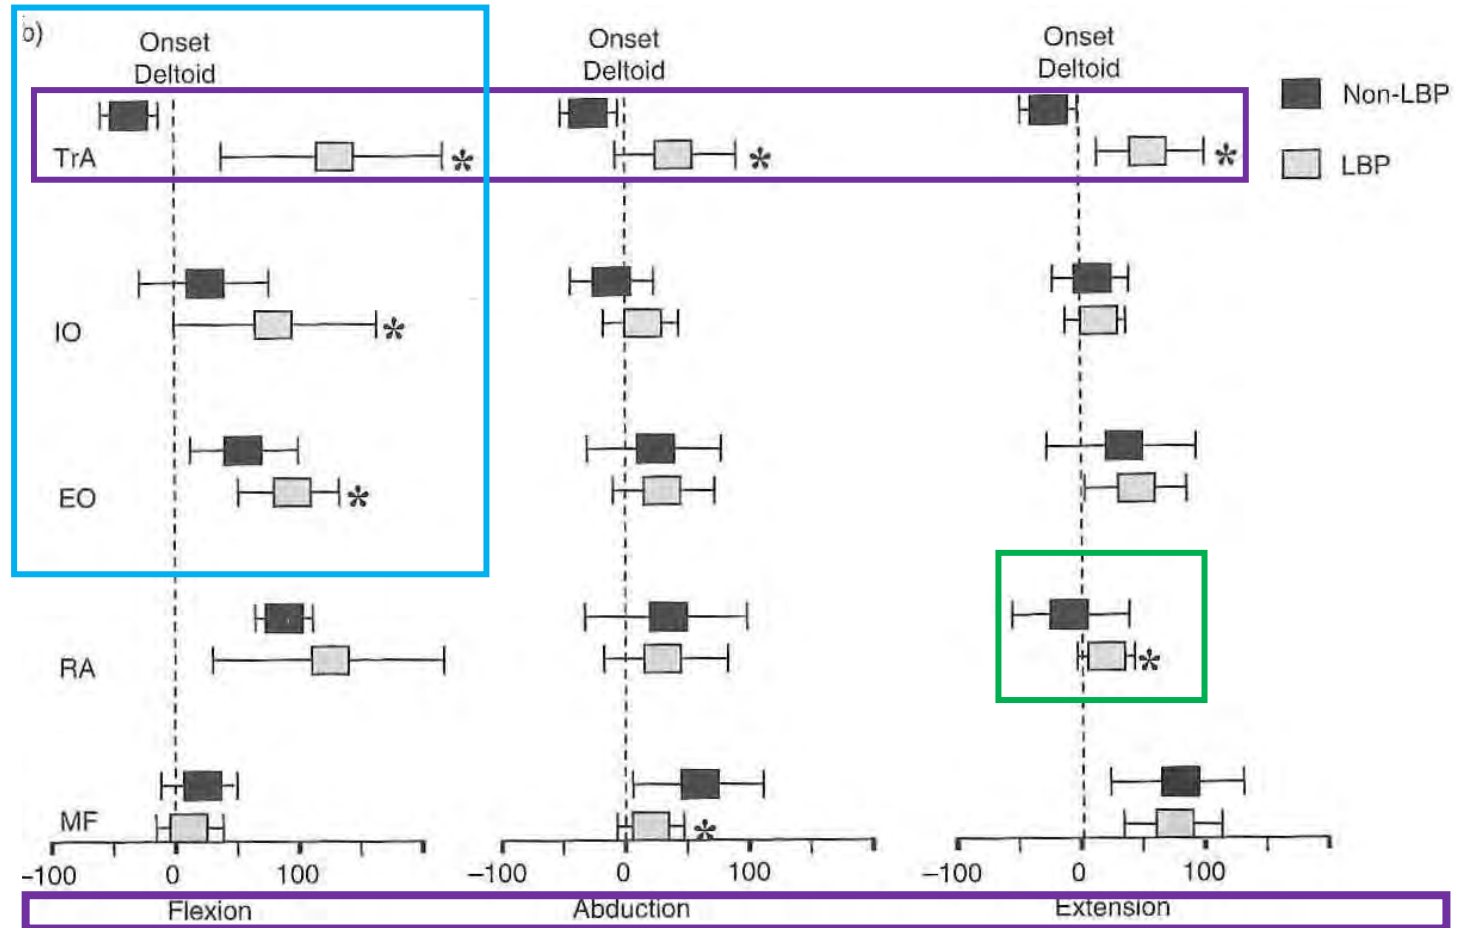 b)
Onset
Deltoid
Onset
Deltoid
Onset
Deltoid
Non-LBP
LBP
TrA
*
*
*
IO
*
EO
*
RA
*
MF
*
–100 0 100
–100 0 100
–100 0 100
Flexion
Abduction
Extension